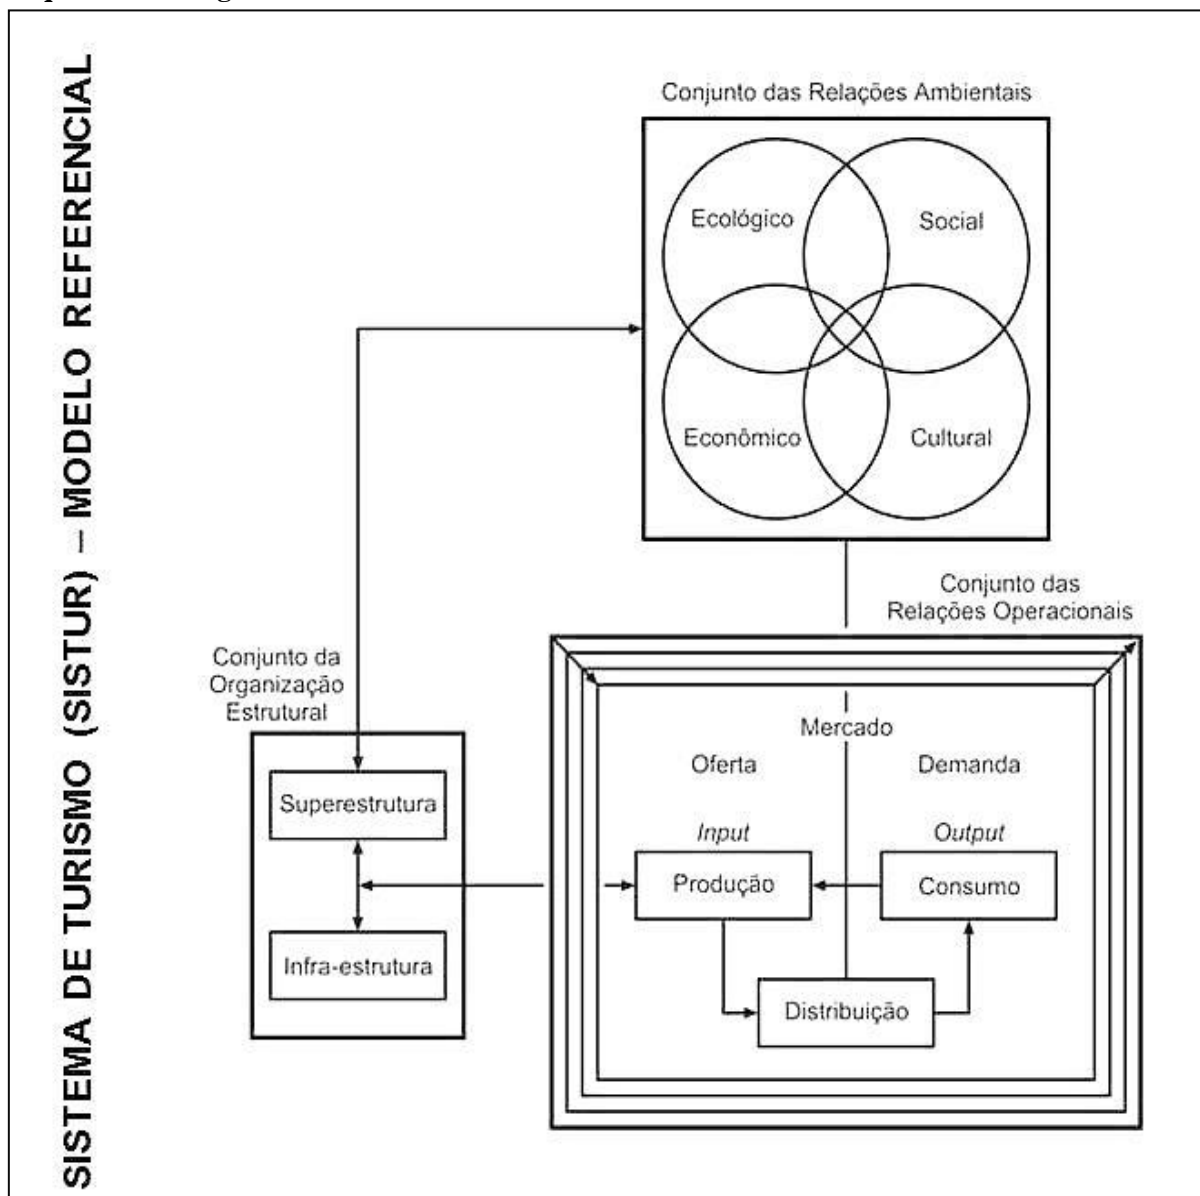 SISTEMA DE TURISMO (SISTUR) – MODELO REFERENCIAL
Conjunto das Relações Ambientais
Ecológico
Social
Econômico
Cultural
Conjunto das
Relações Operacionais
Conjunto da
Organização
Estrutural
Superestrutura
Infra-estrutura
Mercado
Oferta
Demanda
Input
Output
Produção
Consumo
Distribuição